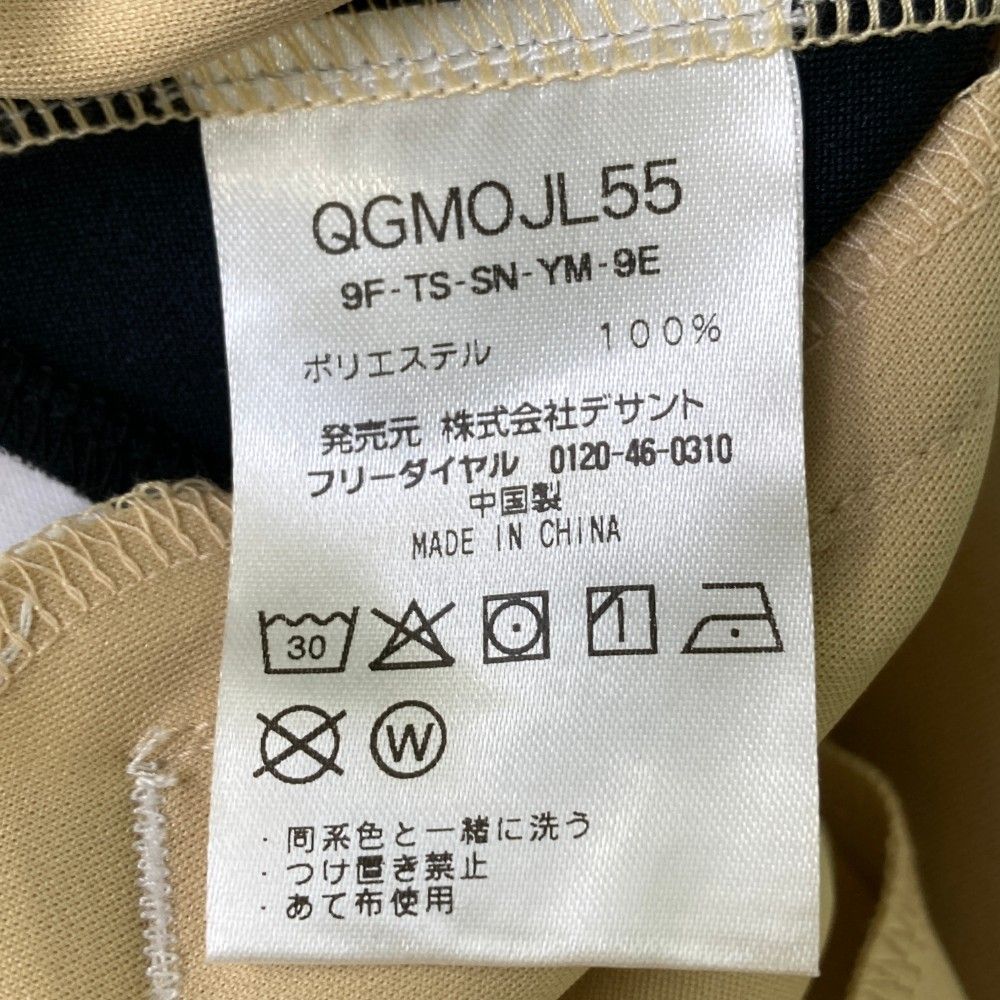 QGMOJL55
9F-TS-SN-YM-9E
ポリエステル 100%
発売元 株式会社デサント
フリーダイヤル 0120-46-0310
中国製
MADE IN CHINA
30
W
・同系色と一緒に洗う
・つけ置き禁止
・あて布使用